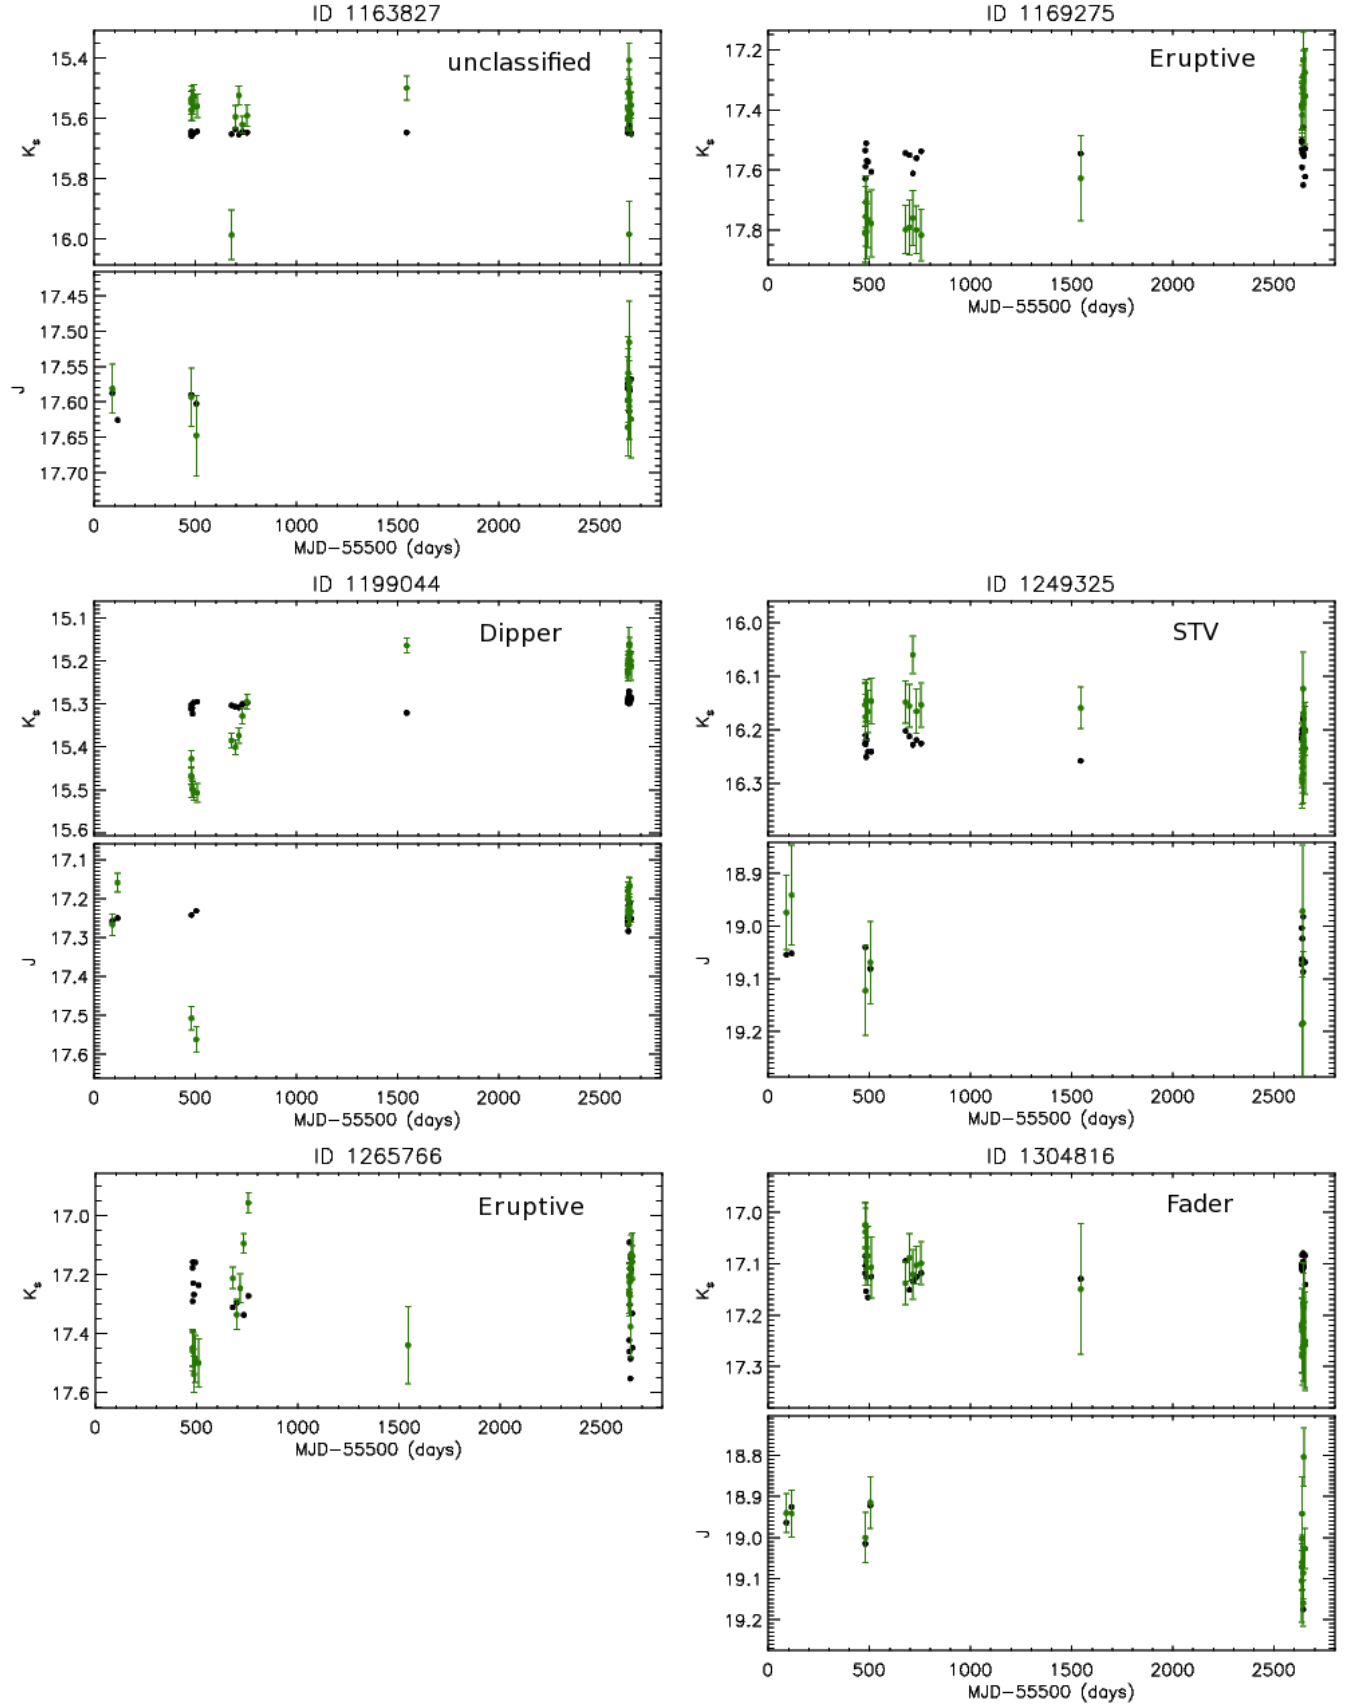 ID 1163827
unclassified
15.4
15.6
15.8
16.0
Ks
17.45
17.50
17.55
17.60
17.65
17.70
J
0 500 1000 1500 2000 2500
MJD-55500 (days)
ID 1169275
Eruptive
17.2
17.4
17.6
17.8
Ks
0 500 1000 1500 2000 2500
MJD-55500 (days)
ID 1199044
Dipper
15.1
15.2
15.3
15.4
15.5
15.6
Ks
17.1
17.2
17.3
17.4
17.5
17.6
J
0 500 1000 1500 2000 2500
MJD-55500 (days)
ID 1249325
STV
16.0
16.1
16.2
16.3
Ks
18.9
19.0
19.1
19.2
J
0 500 1000 1500 2000 2500
MJD-55500 (days)
ID 1265766
Eruptive
17.0
17.2
17.4
17.6
Ks
0 500 1000 1500 2000 2500
MJD-55500 (days)
ID 1304816
Fader
17.0
17.1
17.2
17.3
Ks
18.8
18.9
19.0
19.1
19.2
J
0 500 1000 1500 2000 2500
MJD-55500 (days)